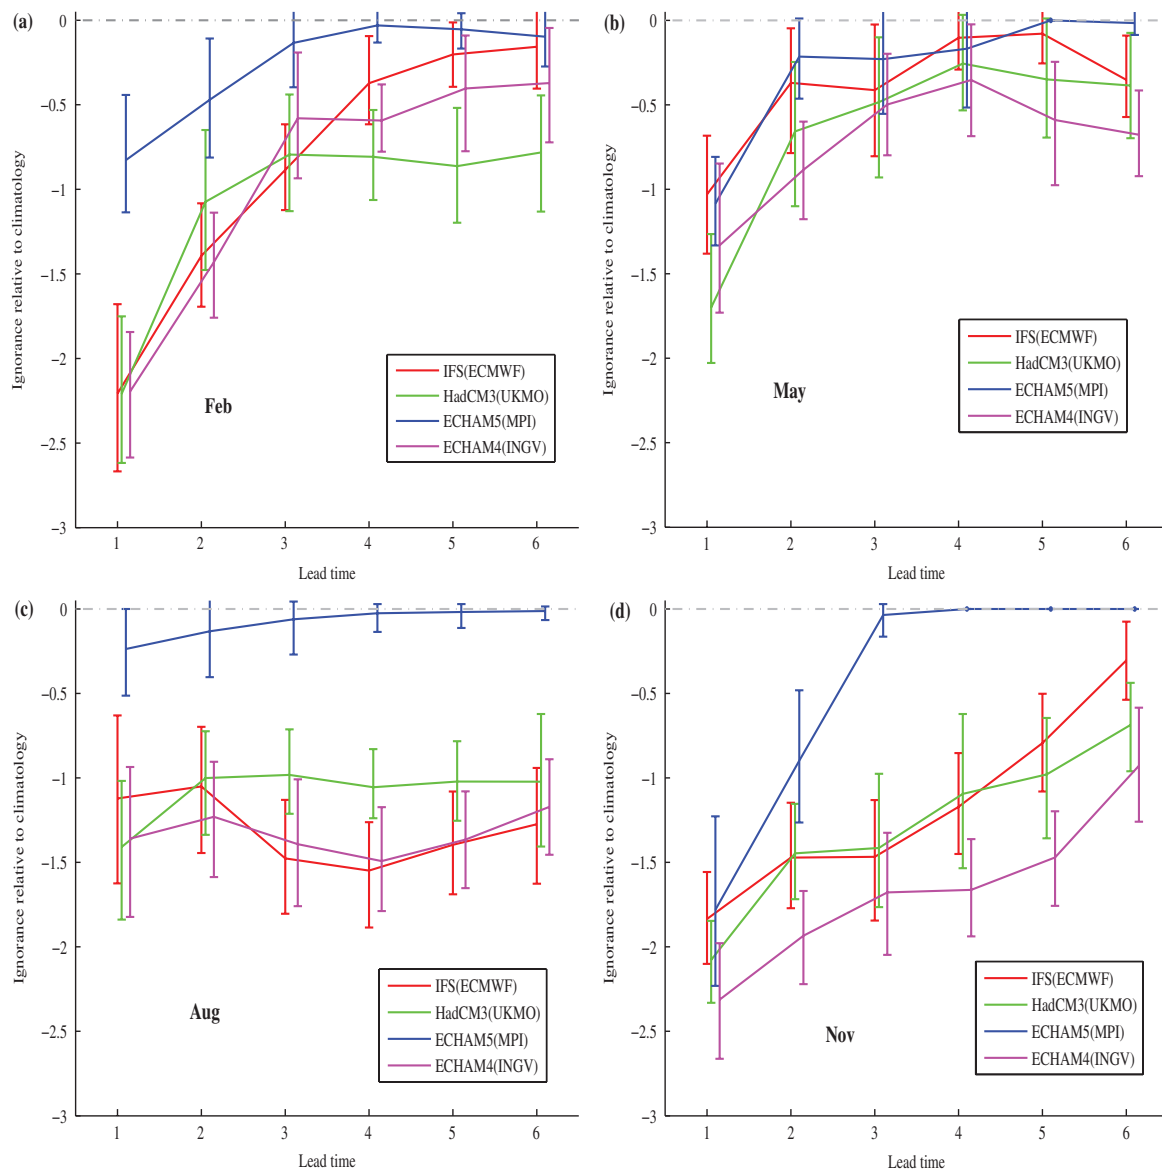 (a)
Ignorance relative to climatology
0
−0.5
−1
−1.5
−2
−2.5
−3
1 2 3 4 5 6
Lead time
Feb
IFS(ECMWF)
HadCM3(UKMO)
ECHAM5(MPI)
ECHAM4(INGV)
(b)
Ignorance relative to climatology
0
−0.5
−1
−1.5
−2
−2.5
−3
1 2 3 4 5 6
Lead time
May
IFS(ECMWF)
HadCM3(UKMO)
ECHAM5(MPI)
ECHAM4(INGV)
(c)
Ignorance relative to climatology
0
−0.5
−1
−1.5
−2
−2.5
−3
1 2 3 4 5 6
Lead time
Aug
IFS(ECMWF)
HadCM3(UKMO)
ECHAM5(MPI)
ECHAM4(INGV)
(d)
Ignorance relative to climatology
0
−0.5
−1
−1.5
−2
−2.5
−3
1 2 3 4 5 6
Lead time
Nov
IFS(ECMWF)
HadCM3(UKMO)
ECHAM5(MPI)
ECHAM4(INGV)